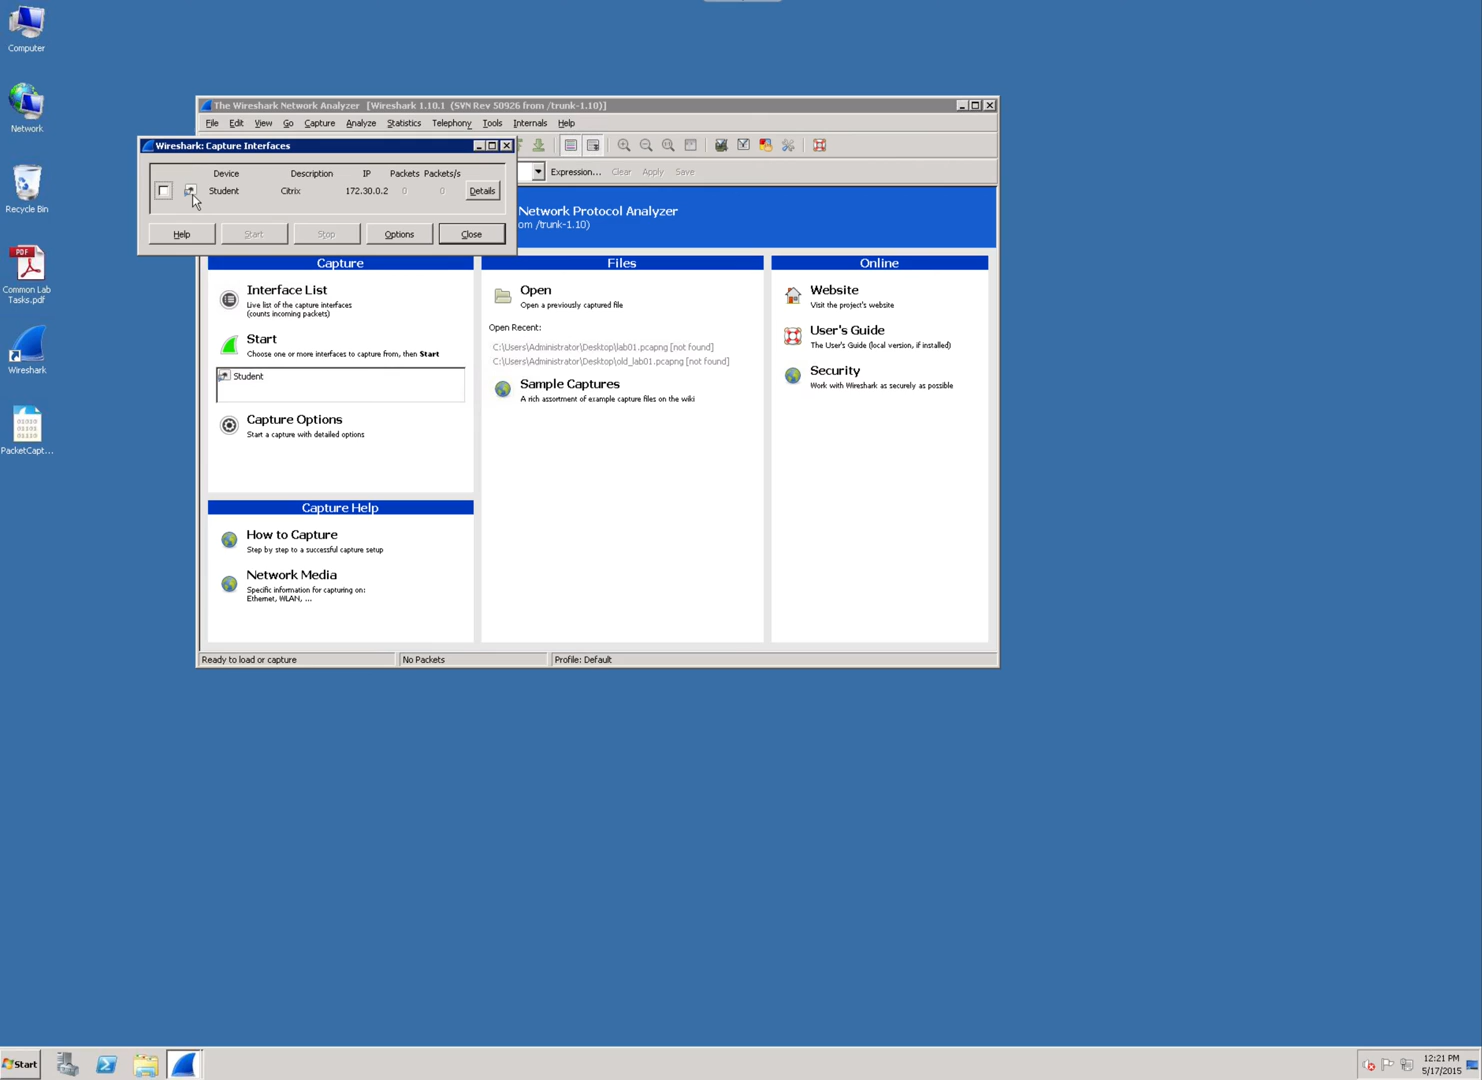 Computer
Network
Recycle Bin
Common Lab
Tasks.pdf
Wireshark
PacketCapt...
The Wireshark Network Analyzer [Wireshark 1.10.1 (SVN Rev 50926 from /trunk-1.10)]
File Edit View Go Capture Analyze Statistics Telephony Tools Internals Help
Expression... Clear Apply Save
Wireshark: Capture Interfaces
Device Description IP Packets Packets/s
Student Citrix 172.30.0.2 0 0 Details
Help Start Stop Options Close
Network Protocol Analyzer
om /trunk-1.10)
Capture
Interface List
Live list of the capture interfaces
(counts incoming packets)
Start
Choose one or more interfaces to capture from, then Start
Student
Capture Options
Start a capture with detailed options
Capture Help
How to Capture
Step by step to a successful capture setup
Network Media
Specific information for capturing on:
Ethernet, WLAN, ...
Files
Open
Open a previously captured file
Open Recent:
C:\Users\Administrator\Desktop\lab01.pcapng [not found]
C:\Users\Administrator\Desktop\old_lab01.pcapng [not found]
Sample Captures
A rich assortment of example capture files on the wiki
Online
Website
Visit the project's website
User's Guide
The User's Guide (local version, if installed)
Security
Work with Wireshark as securely as possible
Ready to load or capture No Packets Profile: Default
Start
12:21 PM
5/17/2015